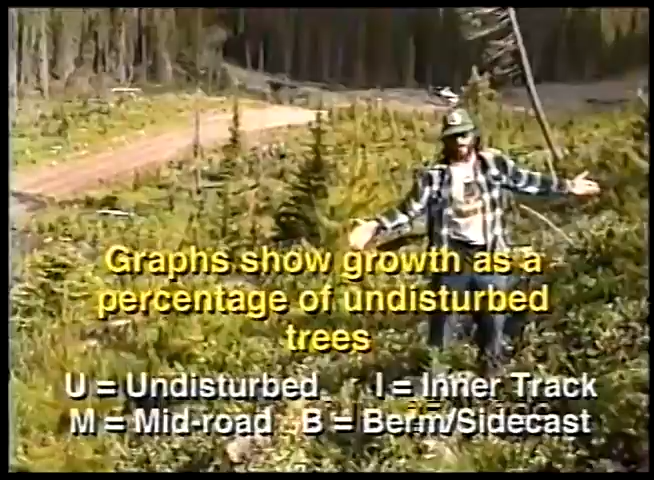 Graphs show growth as a
percentage of undisturbed
trees
U = Undisturbed   I = Inner Track
M = Mid-road   B = Berm/Sidecast